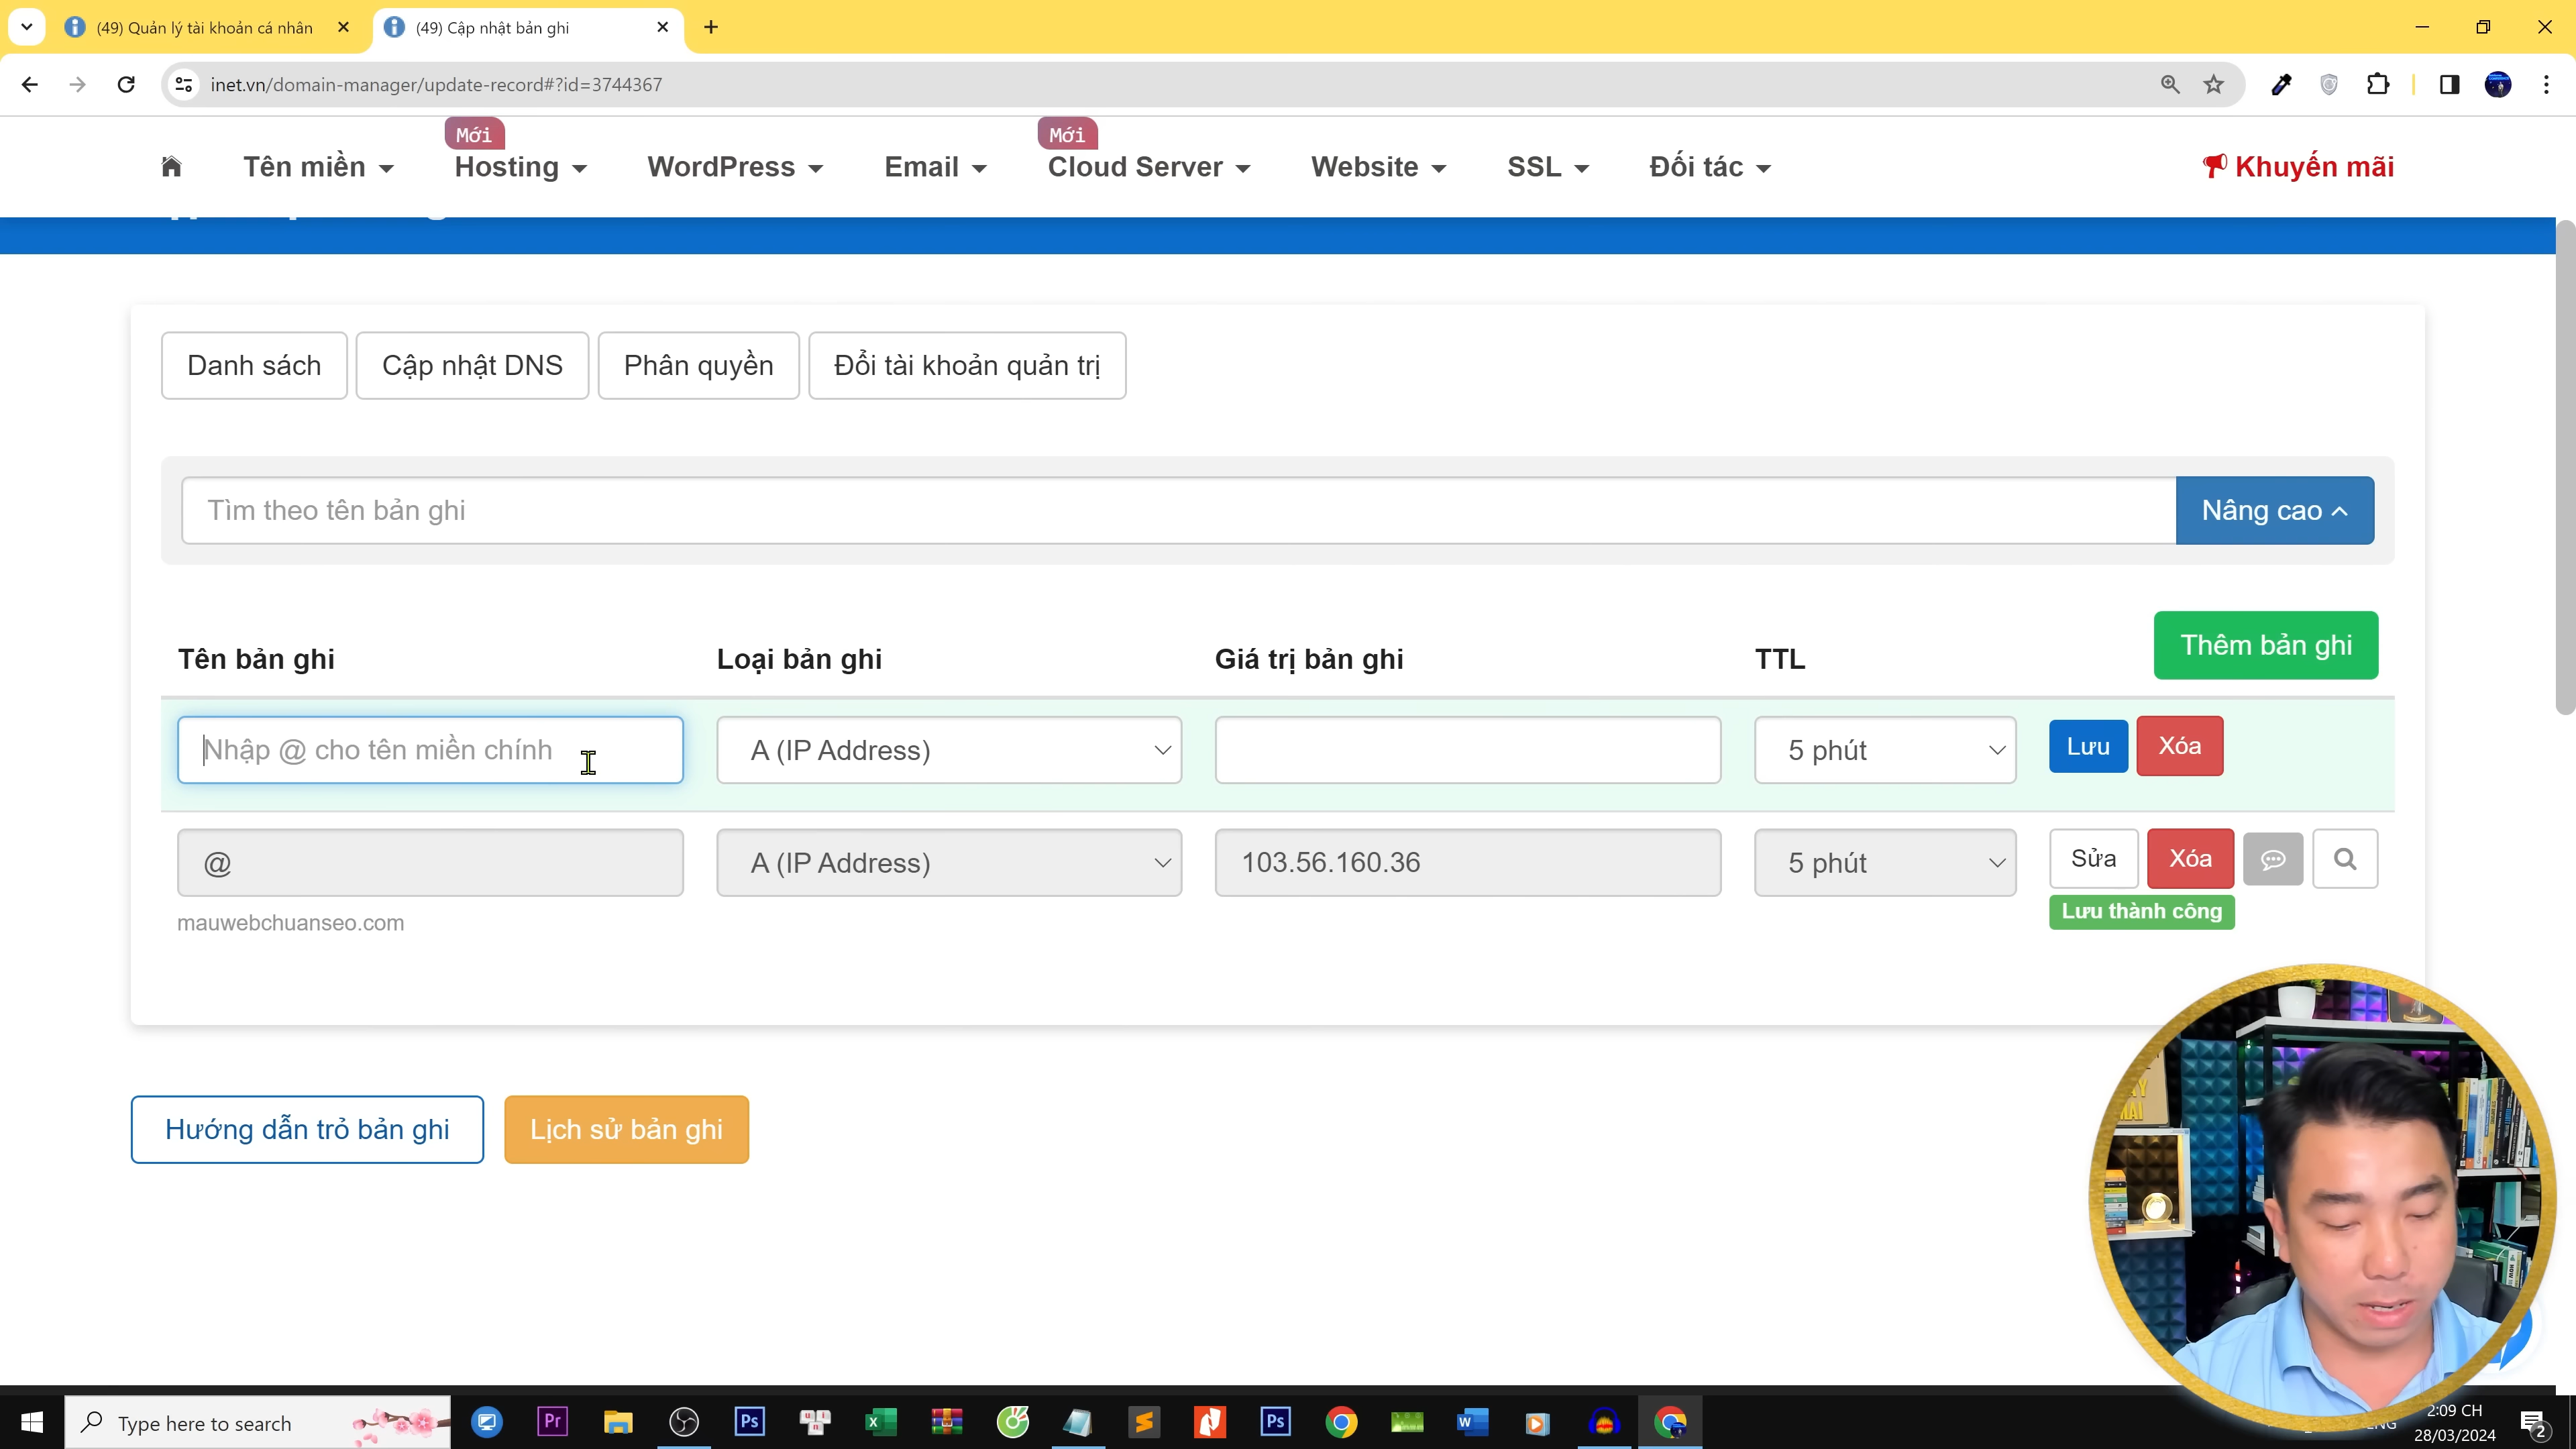 (49) Quản lý tài khoản cá nhân
(49) Cập nhật bản ghi
inet.vn/domain-manager/update-record#?id=3744367
Mới
Mới
Tên miền
Hosting
WordPress
Email
Cloud Server
Website
SSL
Đối tác
Khuyến mãi
Danh sách
Cập nhật DNS
Phân quyền
Đổi tài khoản quản trị
Tìm theo tên bản ghi
Nâng cao
Thêm bản ghi
Tên bản ghi
Loại bản ghi
Giá trị bản ghi
TTL
Nhập @ cho tên miền chính
A (IP Address)
5 phút
Lưu
Xóa
@
A (IP Address)
103.56.160.36
5 phút
Sửa
Xóa
Lưu thành công
mauwebchuanseo.com
Hướng dẫn trỏ bản ghi
Lịch sử bản ghi
Type here to search
2:09 CH
28/03/2024
2